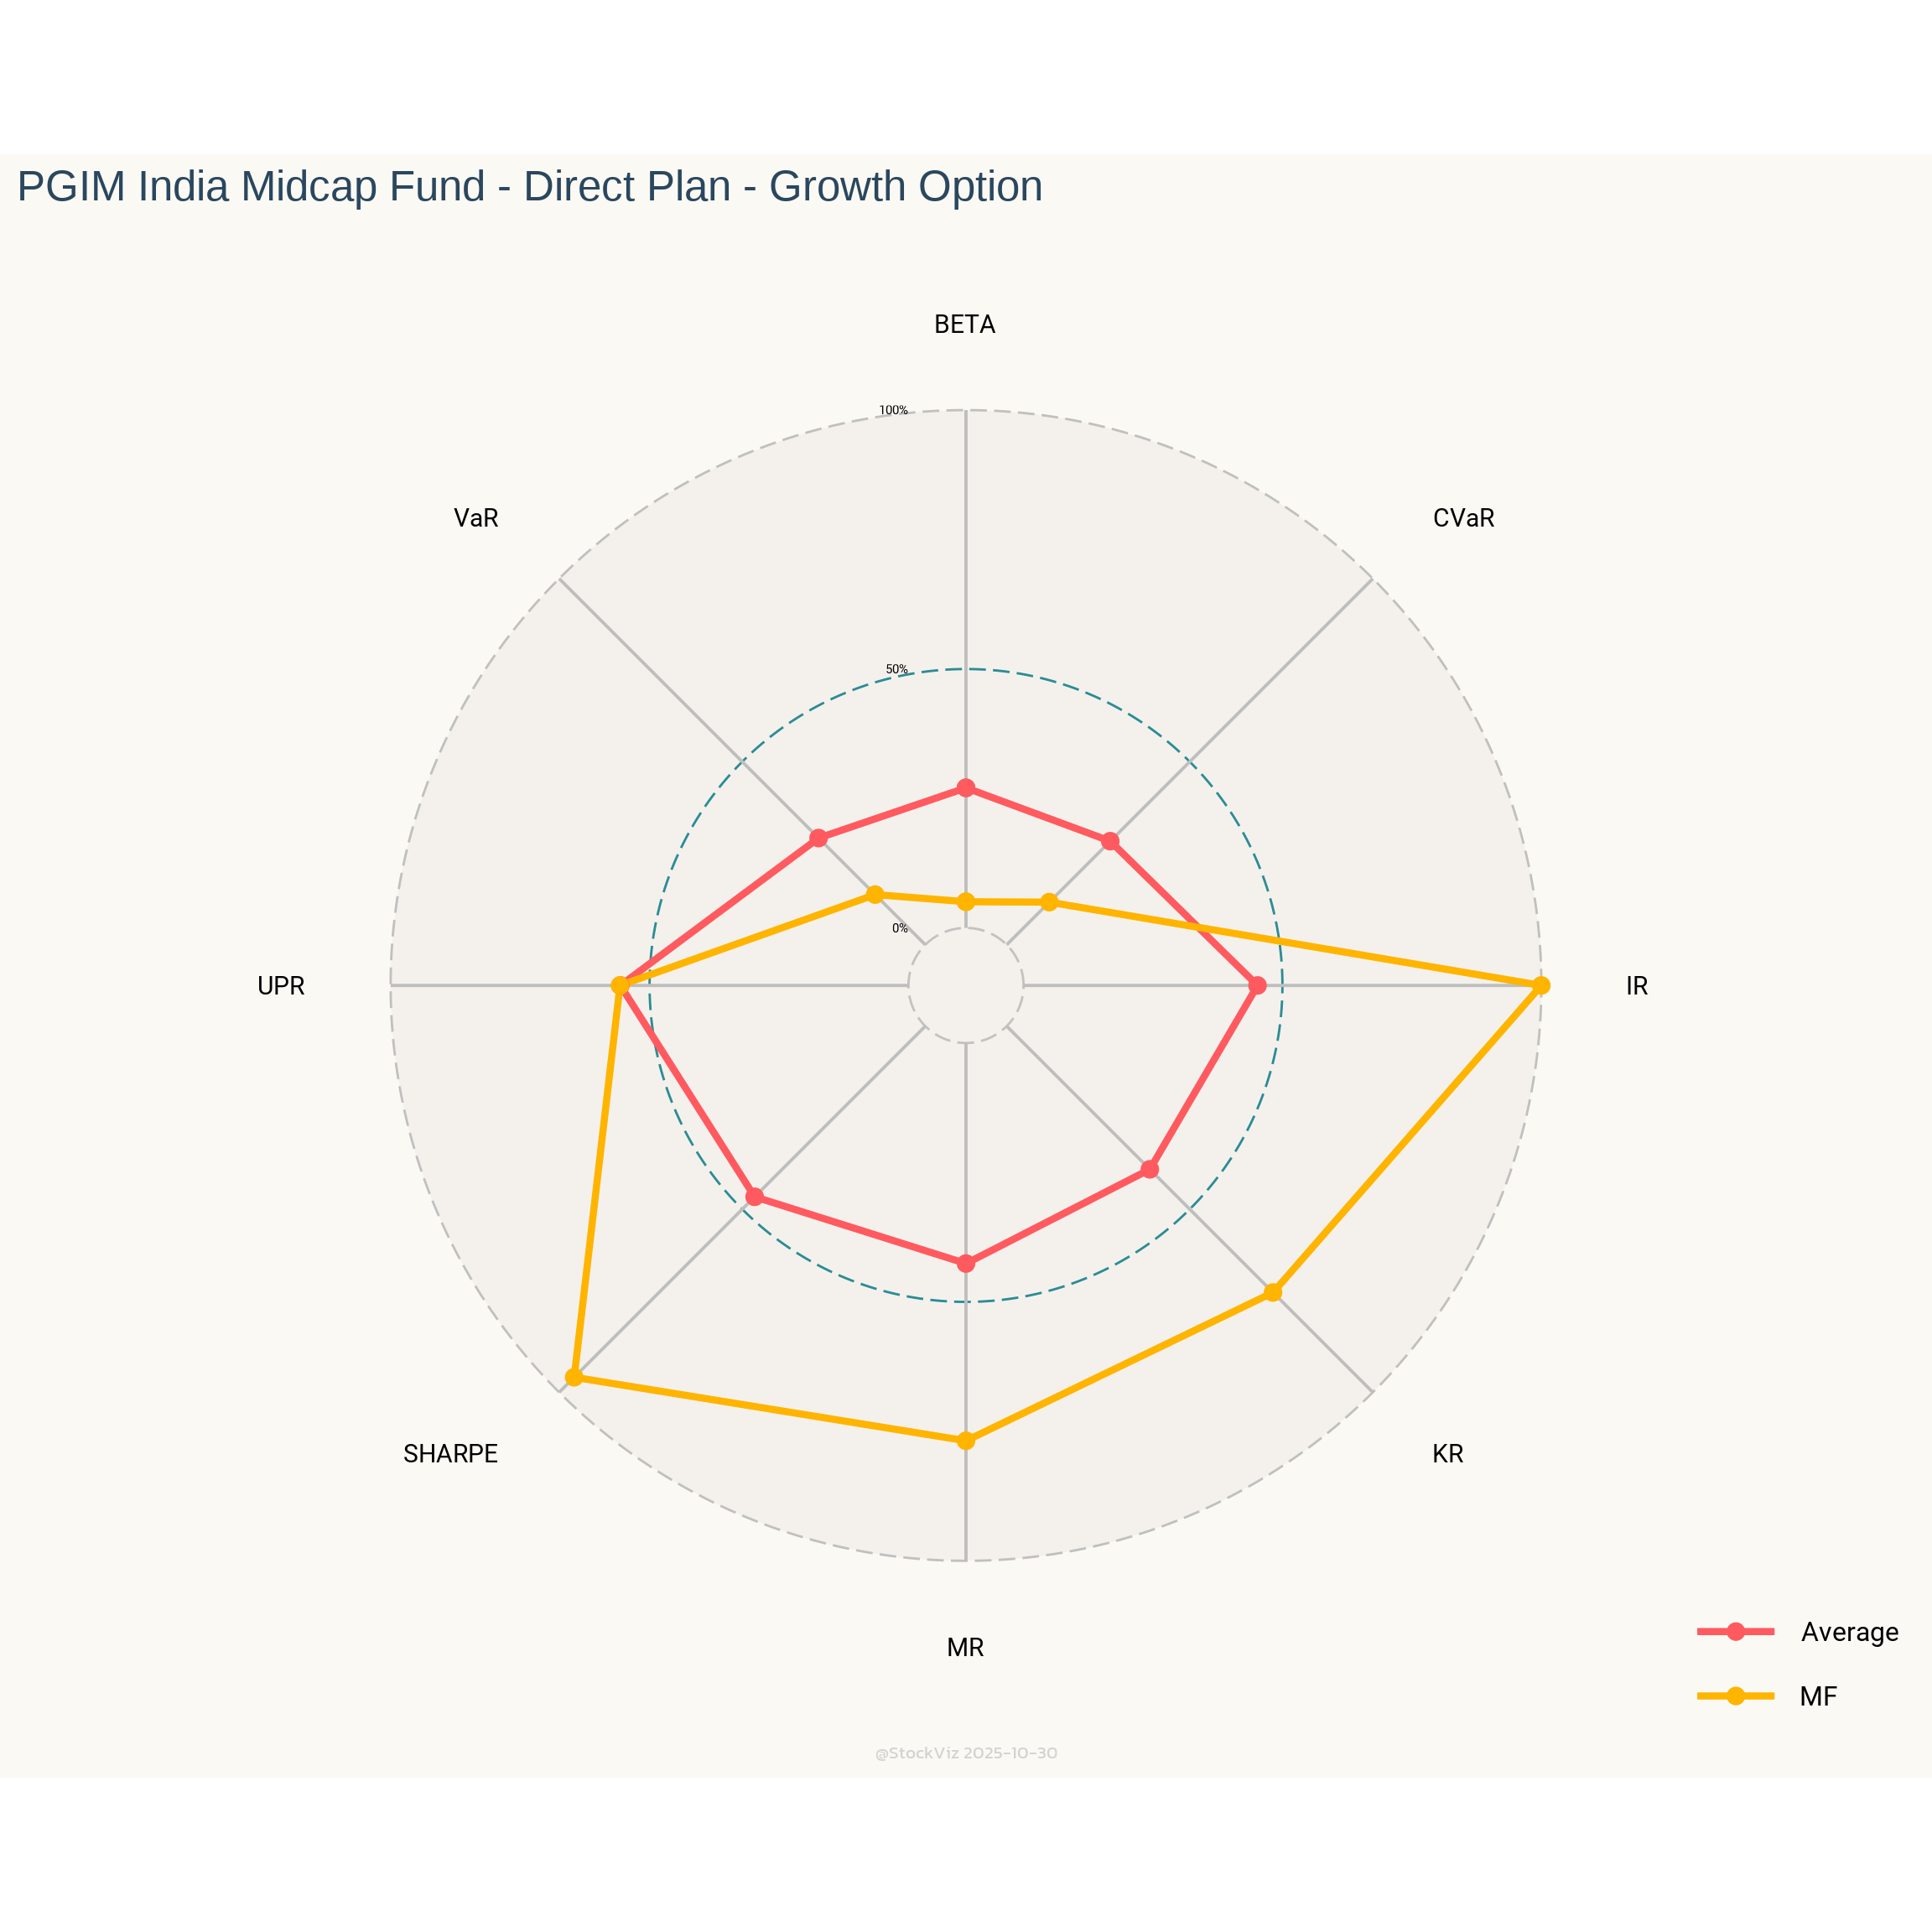 PGIM India Midcap Fund - Direct Plan - Growth Option
BETA
100%
VaR
CVaR
50%
0%
UPR
IR
SHARPE
KR
MR
Average
MF
@StockViz 2025-10-30